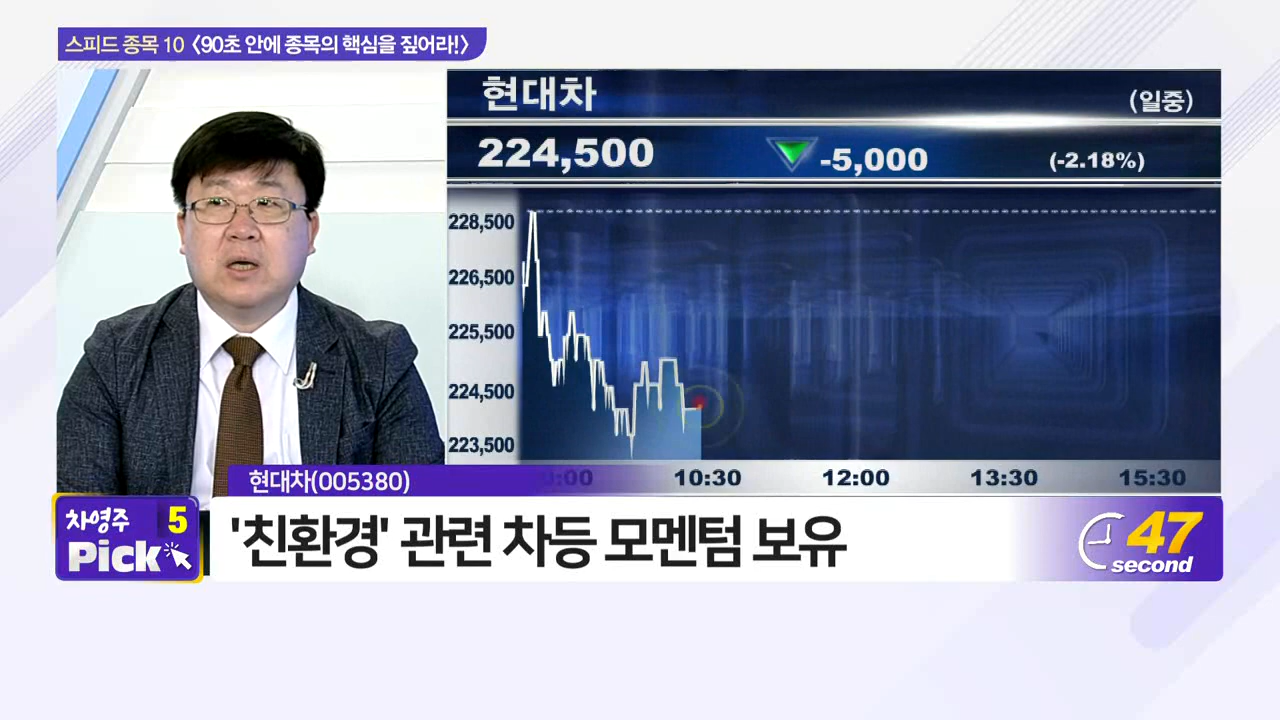 스피드 종목 10 <90초 안에 종목의 핵심을 짚어라!>
현대차
(일중)
224,500
-5,000
(-2.18%)
228,500
226,500
225,500
224,500
223,500
10:30
12:00
13:30
15:30
현대차(005380)
차영주 5
Pick
'친환경' 관련 차등 모멘텀 보유
47
second